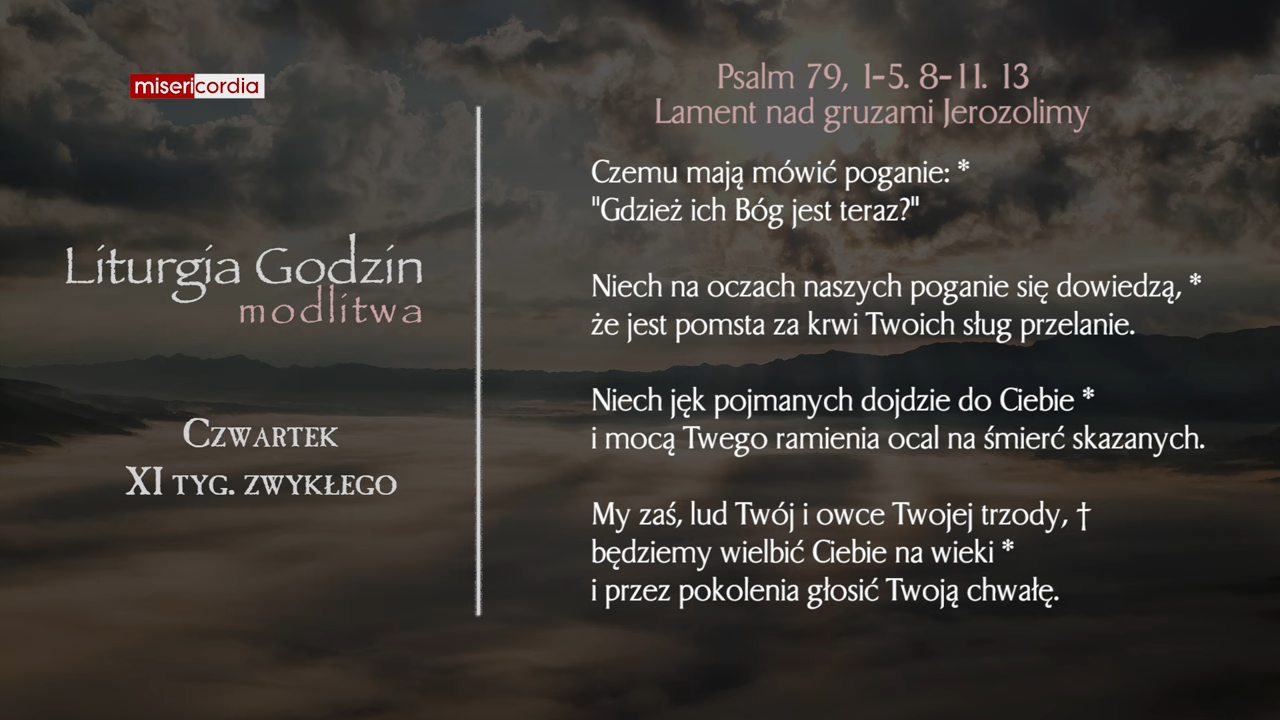 misericordia
Liturgia Godzin
modlitwa
Czwartek
XI tyg. zwykłego
Psalm 79, 1-5. 8-11. 13
Lament nad gruzami Jerozolimy
Czemu mają mówić poganie: *
"Gdzież ich Bóg jest teraz?"
Niech na oczach naszych poganie się dowiedzą, *
że jest pomsta za krwi Twoich sług przelanie.
Niech jęk pojmanych dojdzie do Ciebie *
i mocą Twego ramienia ocal na śmierć skazanych.
My zaś, lud Twój i owce Twojej trzody, †
będziemy wielbić Ciebie na wieki *
i przez pokolenia głosić Twoją chwałę.